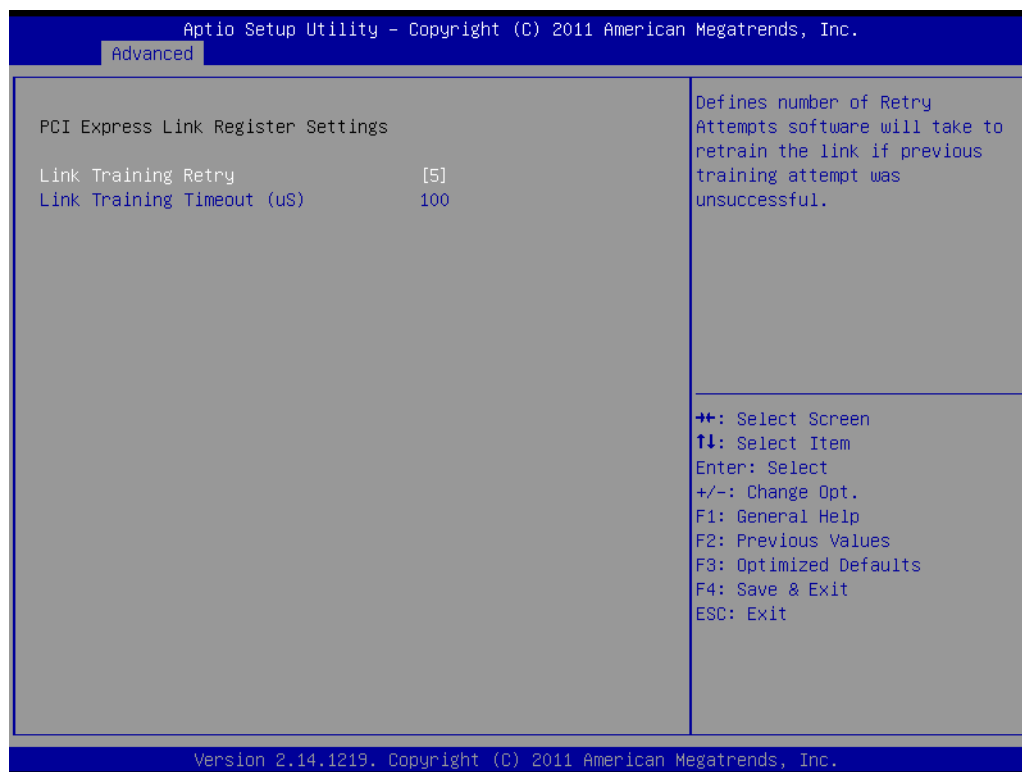 Aptio Setup Utility – Copyright (C) 2011 American Megatrends, Inc.
Advanced
PCI Express Link Register Settings
Link Training Retry [5]
Link Training Timeout (uS) 100
Defines number of Retry
Attempts software will take to
retrain the link if previous
training attempt was
unsuccessful.
→←: Select Screen
↑↓: Select Item
Enter: Select
+/-: Change Opt.
F1: General Help
F2: Previous Values
F3: Optimized Defaults
F4: Save & Exit
ESC: Exit
Version 2.14.1219. Copyright (C) 2011 American Megatrends, Inc.